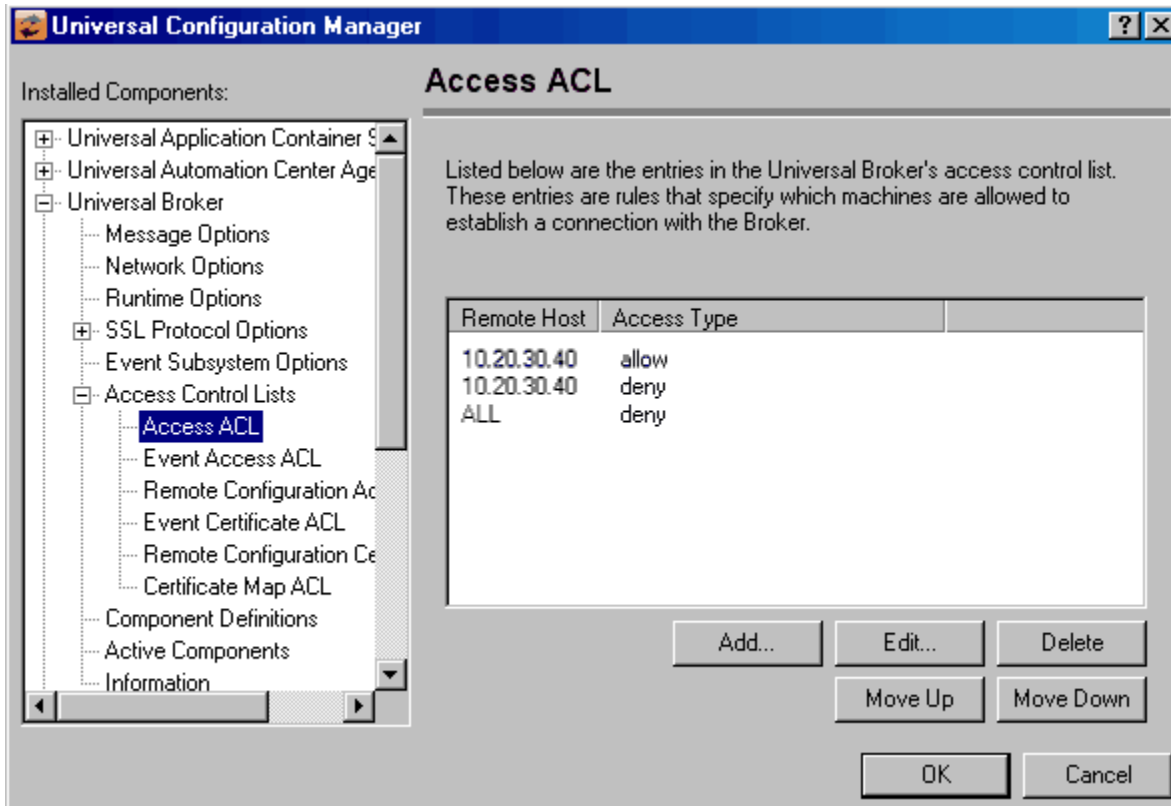 Universal Configuration Manager
Installed Components:
Universal Application Container S
Universal Automation Center Age
Universal Broker
Message Options
Network Options
Runtime Options
SSL Protocol Options
Event Subsystem Options
Access Control Lists
Access ACL
Event Access ACL
Remote Configuration Ac
Event Certificate ACL
Remote Configuration Ce
Certificate Map ACL
Component Definitions
Active Components
Information
Access ACL
Listed below are the entries in the Universal Broker's access control list.
These entries are rules that specify which machines are allowed to
establish a connection with the Broker.
Remote Host Access Type
10.20.30.40 allow
10.20.30.40 deny
ALL deny
Add... Edit... Delete
Move Up Move Down
OK Cancel